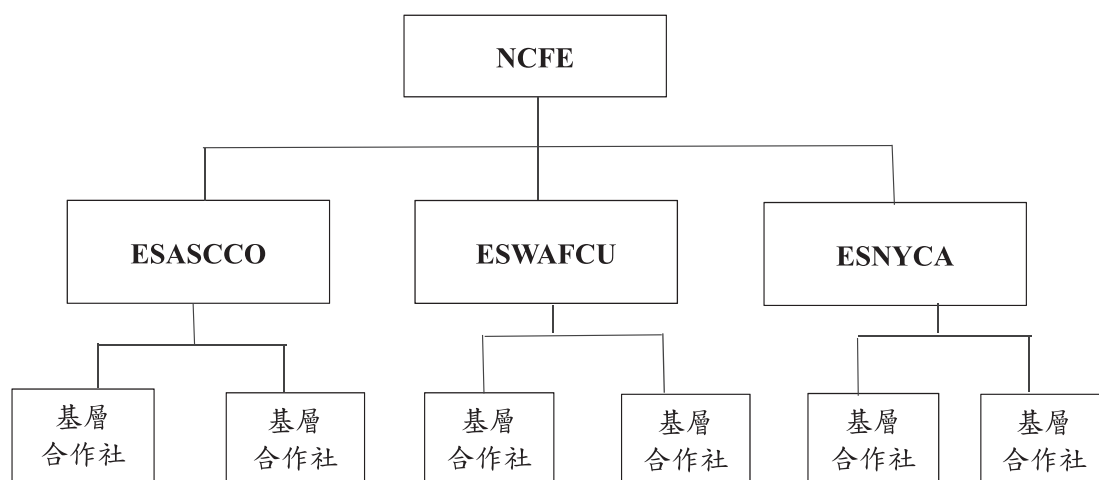 NCFE
ESASCCO
ESWAFCU
ESNYCA
基層
合作社
基層
合作社
基層
合作社
基層
合作社
基層
合作社
基層
合作社